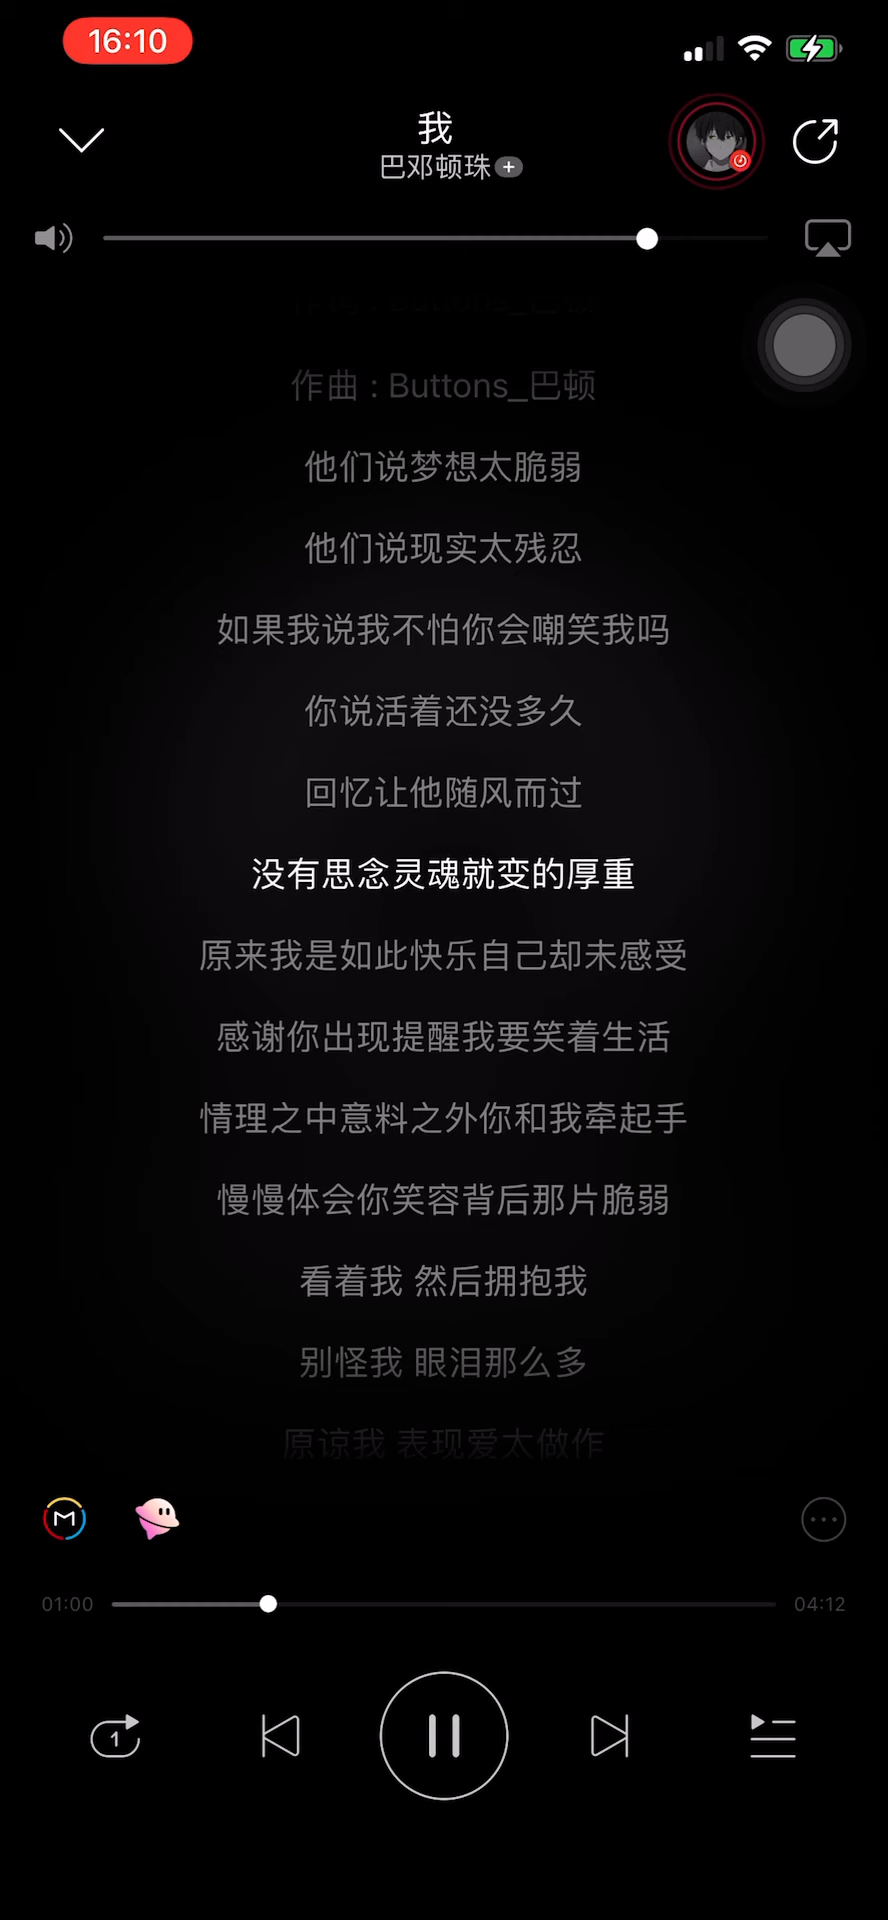 16:10
我
巴邓顿珠
作曲 : Buttons_巴顿
他们说梦想太脆弱
他们说现实太残忍
如果我说我不怕你会嘲笑我吗
你说活着还没多久
回忆让他随风而过
没有思念灵魂就变的厚重
原来我是如此快乐自己却未感受
感谢你出现提醒我要笑着生活
情理之中意料之外你和我牵起手
慢慢体会你笑容背后那片脆弱
看着我 然后拥抱我
别怪我 眼泪那么多
原谅我 表现爱太做作
M
01:00
04:12
1